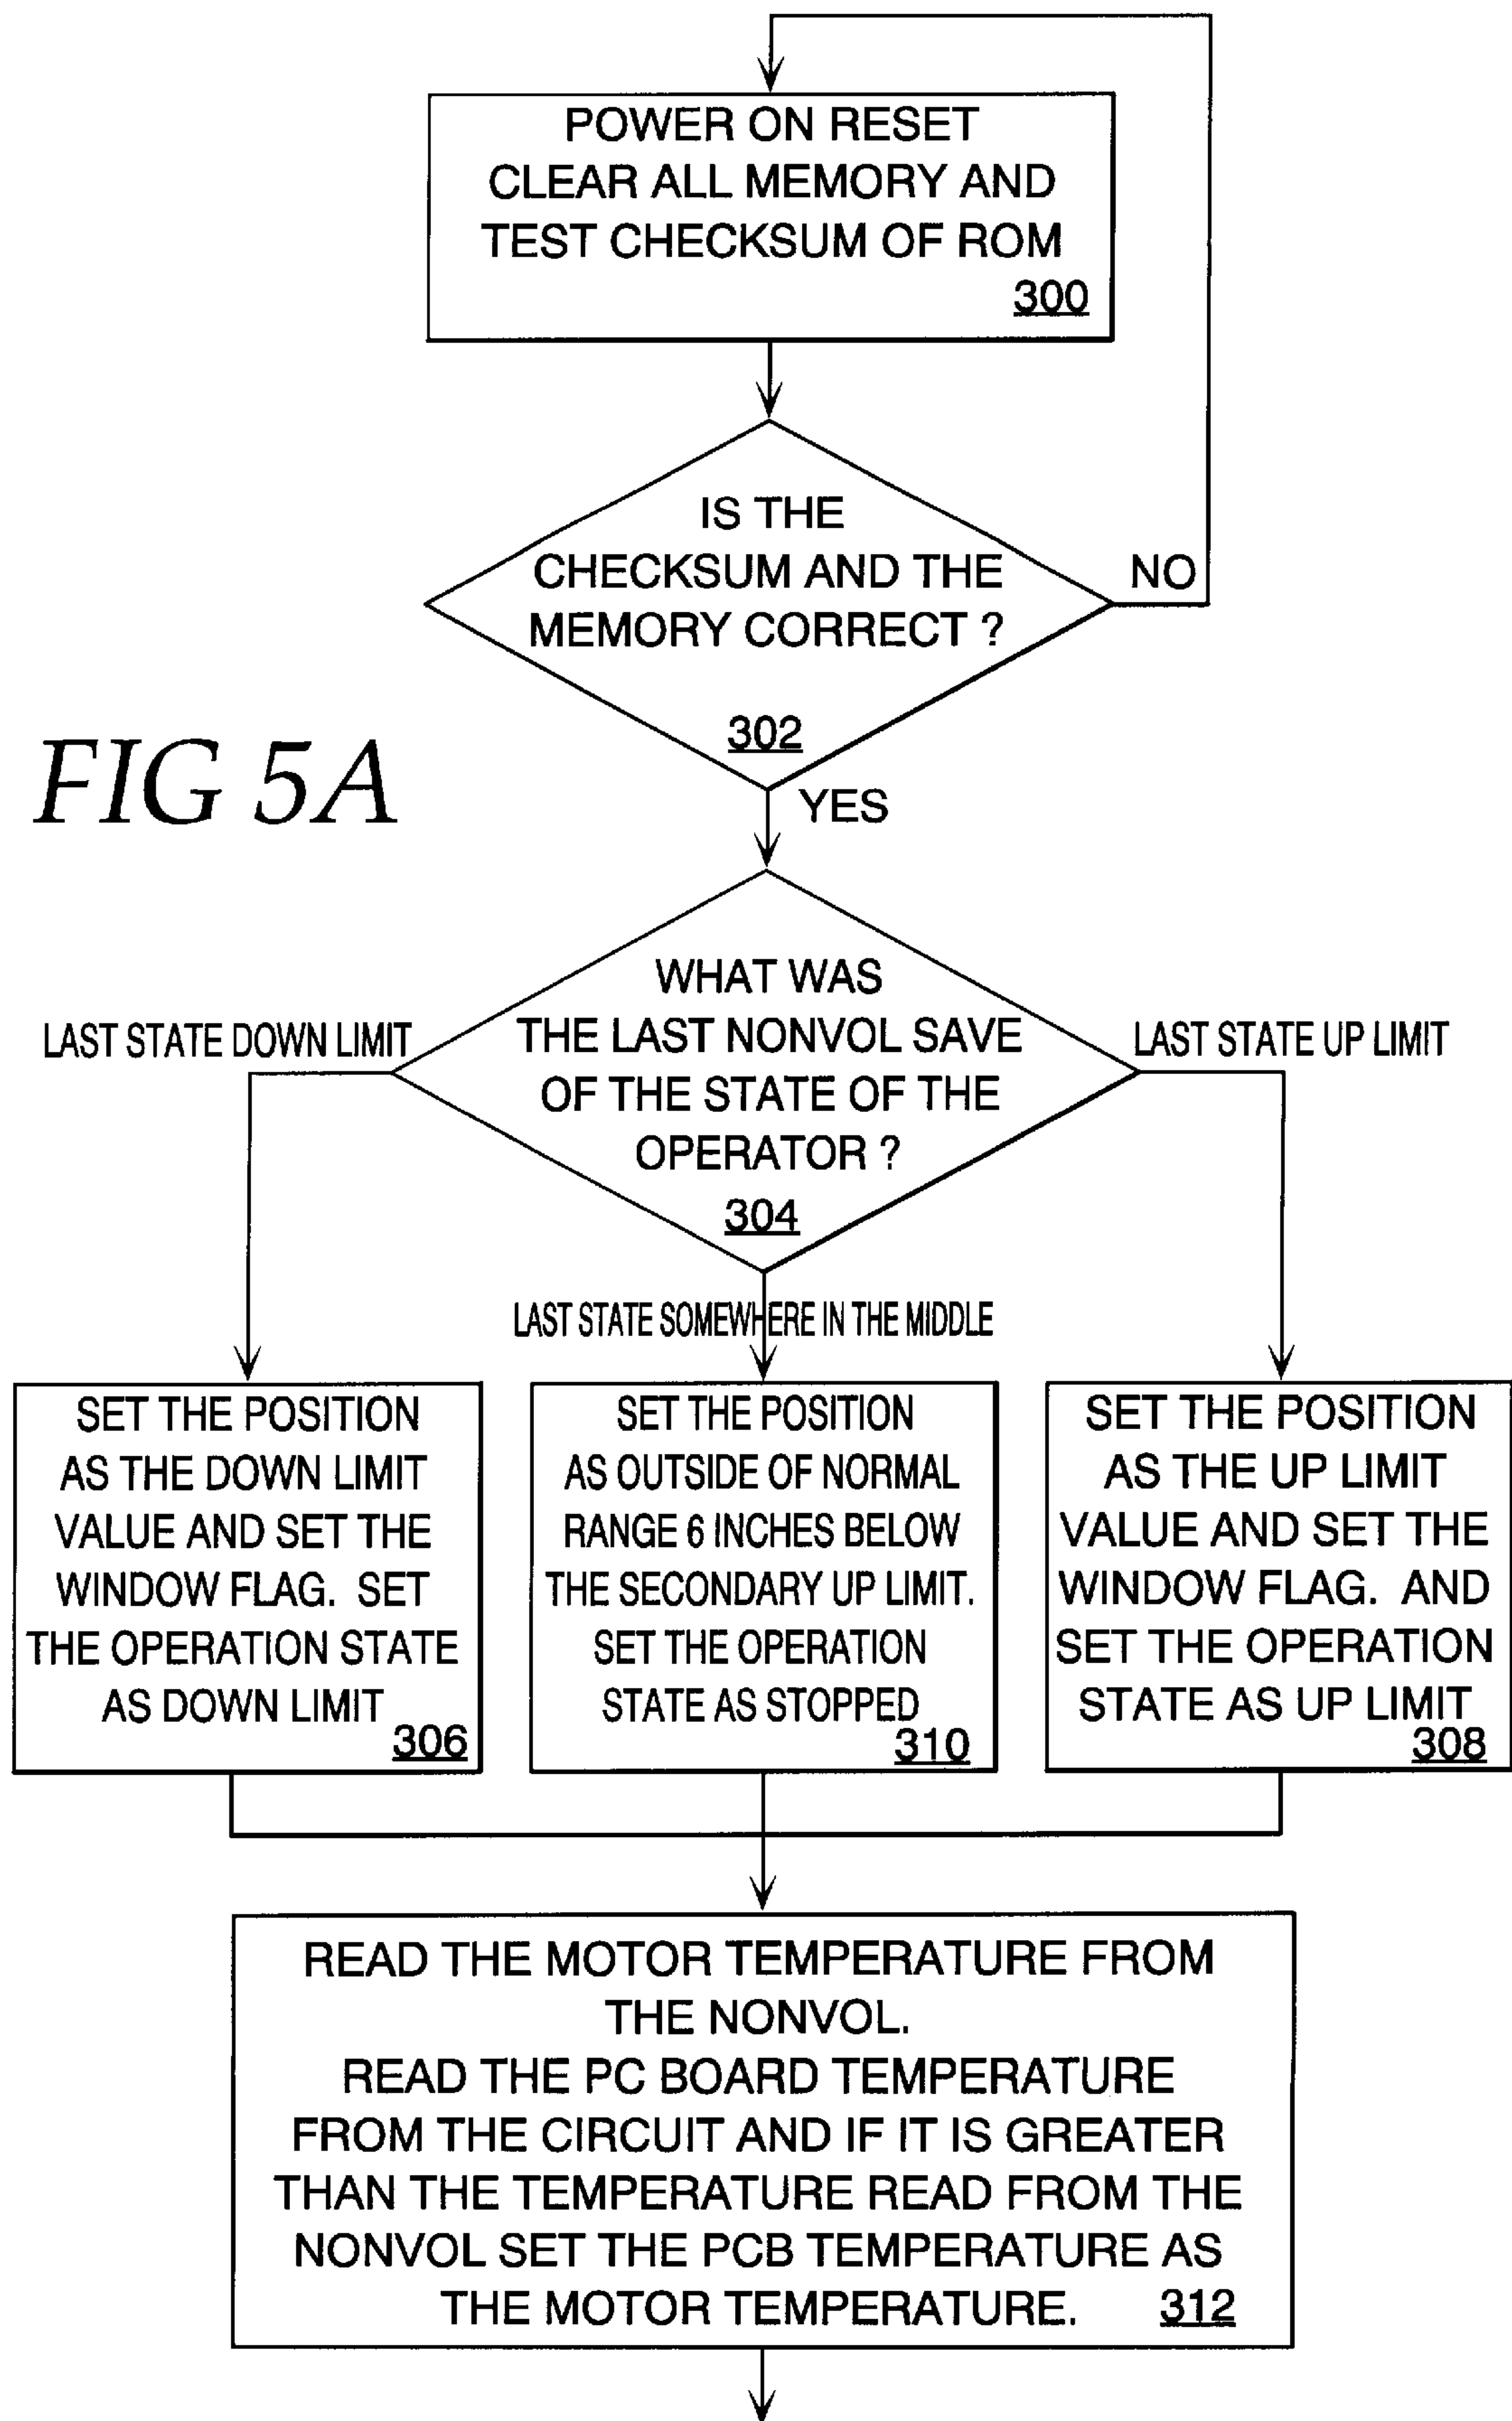 POWER ON RESET
CLEAR ALL MEMORY AND
TEST CHECKSUM OF ROM
300
IS THE
CHECKSUM AND THE
MEMORY CORRECT ?
302
NO
YES
FIG 5A
WHAT WAS
THE LAST NONVOL SAVE
OF THE STATE OF THE
OPERATOR ?
304
LAST STATE DOWN LIMIT
LAST STATE UP LIMIT
LAST STATE SOMEWHERE IN THE MIDDLE
SET THE POSITION
AS THE DOWN LIMIT
VALUE AND SET THE
WINDOW FLAG. SET
THE OPERATION STATE
AS DOWN LIMIT
306
SET THE POSITION
AS OUTSIDE OF NORMAL
RANGE 6 INCHES BELOW
THE SECONDARY UP LIMIT.
SET THE OPERATION
STATE AS STOPPED
310
SET THE POSITION
AS THE UP LIMIT
VALUE AND SET THE
WINDOW FLAG. AND
SET THE OPERATION
STATE AS UP LIMIT
308
READ THE MOTOR TEMPERATURE FROM
THE NONVOL.
READ THE PC BOARD TEMPERATURE
FROM THE CIRCUIT AND IF IT IS GREATER
THAN THE TEMPERATURE READ FROM THE
NONVOL SET THE PCB TEMPERATURE AS
THE MOTOR TEMPERATURE.
312